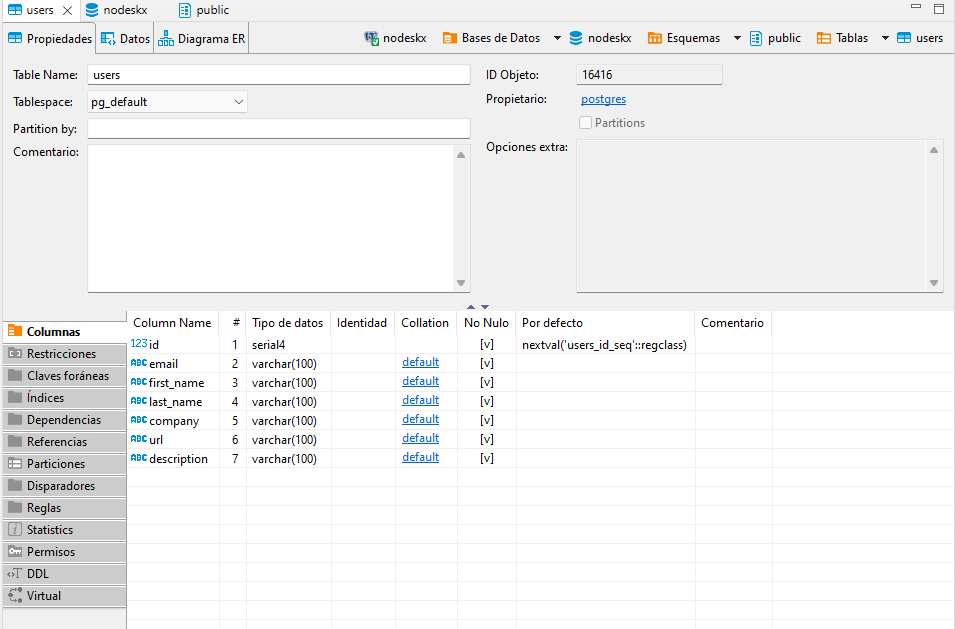 users nodeskx public
Propiedades Datos Diagrama ER nodeskx Bases de Datos nodeskx Esquemas public Tablas users
Table Name: users ID Objeto: 16416
Tablespace: pg_default Propietario: postgres
Partition by: Partitions
Comentario: Opciones extra:
Columnas
Restricciones
Claves foráneas
Índices
Dependencias
Referencias
Particiones
Disparadores
Reglas
Statistics
Permisos
DDL
Virtual
Column Name # Tipo de datos Identidad Collation No Nulo Por defecto Comentario
123 id 1 serial4 [v] nextval('users_id_seq'::regclass)
ABC email 2 varchar(100) default [v]
ABC first_name 3 varchar(100) default [v]
ABC last_name 4 varchar(100) default [v]
ABC company 5 varchar(100) default [v]
ABC url 6 varchar(100) default [v]
ABC description 7 varchar(100) default [v]